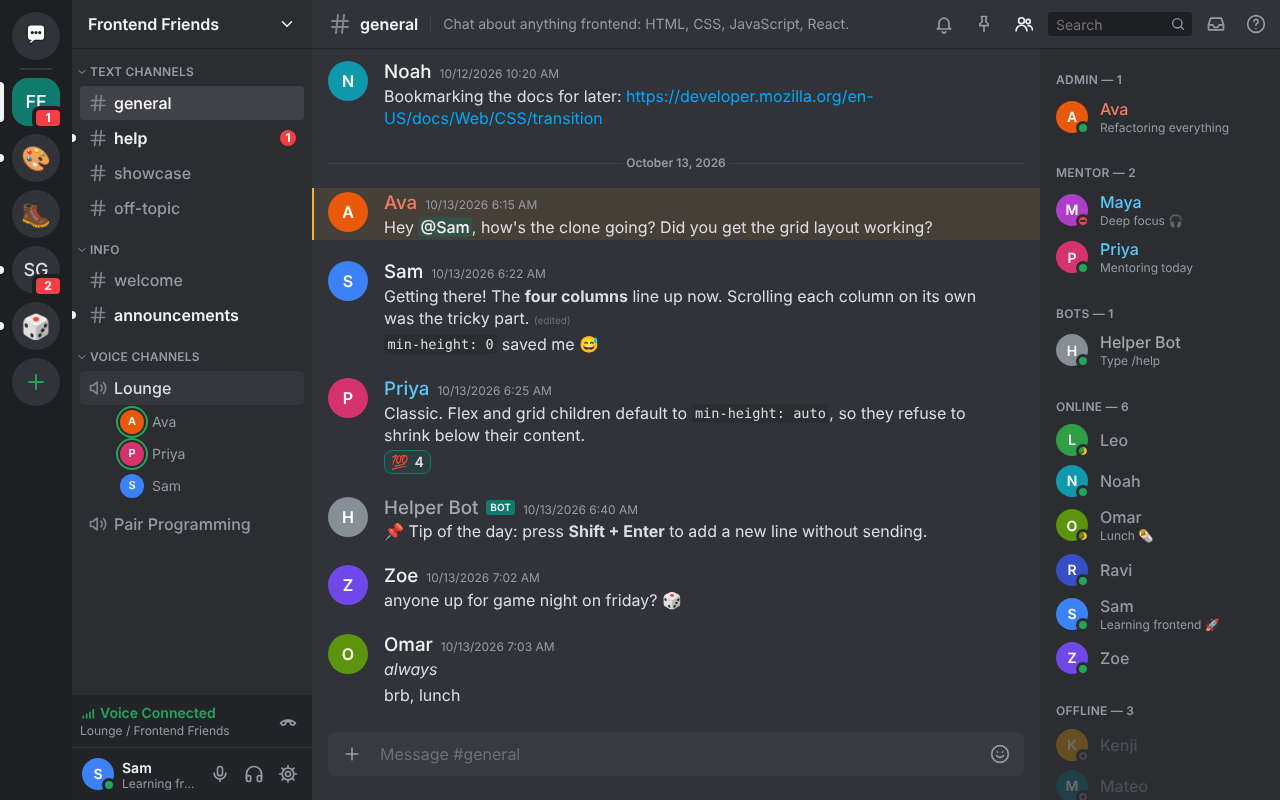 FF
1
SG
2
Frontend Friends
TEXT CHANNELS
# general
# help
1
# showcase
# off-topic
INFO
# welcome
# announcements
VOICE CHANNELS
Lounge
A Ava
P Priya
S Sam
Pair Programming
Voice Connected
Lounge / Frontend Friends
S
Sam
Learning fr...
# general
Chat about anything frontend: HTML, CSS, JavaScript, React.
Search
N
Noah 10/12/2026 10:20 AM
Bookmarking the docs for later: https://developer.mozilla.org/en-
US/docs/Web/CSS/transition
October 13, 2026
A
Ava 10/13/2026 6:15 AM
Hey @Sam, how's the clone going? Did you get the grid layout working?
S
Sam 10/13/2026 6:22 AM
Getting there! The four columns line up now. Scrolling each column on its own
was the tricky part. (edited)
min-height: 0 saved me 😅
P
Priya 10/13/2026 6:25 AM
Classic. Flex and grid children default to min-height: auto, so they refuse to
shrink below their content.
💯 4
H
Helper Bot BOT 10/13/2026 6:40 AM
📌 Tip of the day: press Shift + Enter to add a new line without sending.
Z
Zoe 10/13/2026 7:02 AM
anyone up for game night on friday? 🎲
O
Omar 10/13/2026 7:03 AM
always
brb, lunch
Message #general
ADMIN — 1
A
Ava
Refactoring everything
MENTOR — 2
M
Maya
Deep focus 🎧
P
Priya
Mentoring today
BOTS — 1
H
Helper Bot
Type /help
ONLINE — 6
L Leo
N Noah
O
Omar
Lunch 🌯
R Ravi
S
Sam
Learning frontend 🚀
Z Zoe
OFFLINE — 3
K Kenji
M Mateo